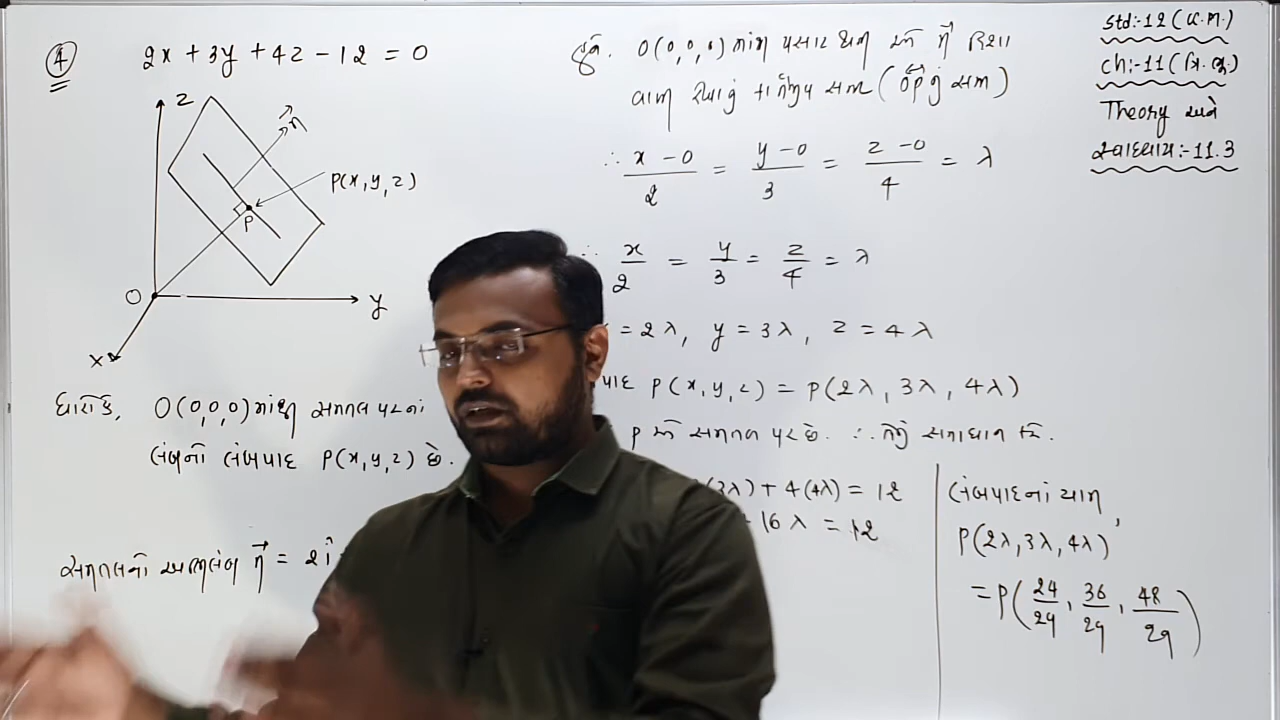 ④ 2x + 3y + 4z - 12 = 0
z
n⃗
P(x, y, z)
P
O
y
x
ધારો કે, O(0,0,0)માંથી સમતલ પરના
લંબનો લંબપાદ P(x, y, z) છે.
સમતલનો અભિલંબ n⃗ = 2î
હવે. O(0,0,0)માંથી પસાર થતી અને n⃗ દિશા
વાળી રેખાનું કાર્તેઝીય સમી (OP↔ નું સમી)
∴ x-0/2 = y-0/3 = z-0/4 = λ
∴ x/2 = y/3 = z/4 = λ
= 2λ, y = 3λ, z = 4λ
પાદ P(x, y, z) = P(2λ, 3λ, 4λ)
P એ સમતલ પર છે. ∴ તેનું સમાધાન
(3λ) + 4(4λ) = 12
16λ = 12
લંબપાદનાં યામ,
P(2λ, 3λ, 4λ)
= P(24/29, 36/29, 48/29)
Std:-12 (G.M.)
Ch:-11 (ત્રિ.ભૂ.)
Theory અને
સ્વાધ્યાય:-11.3